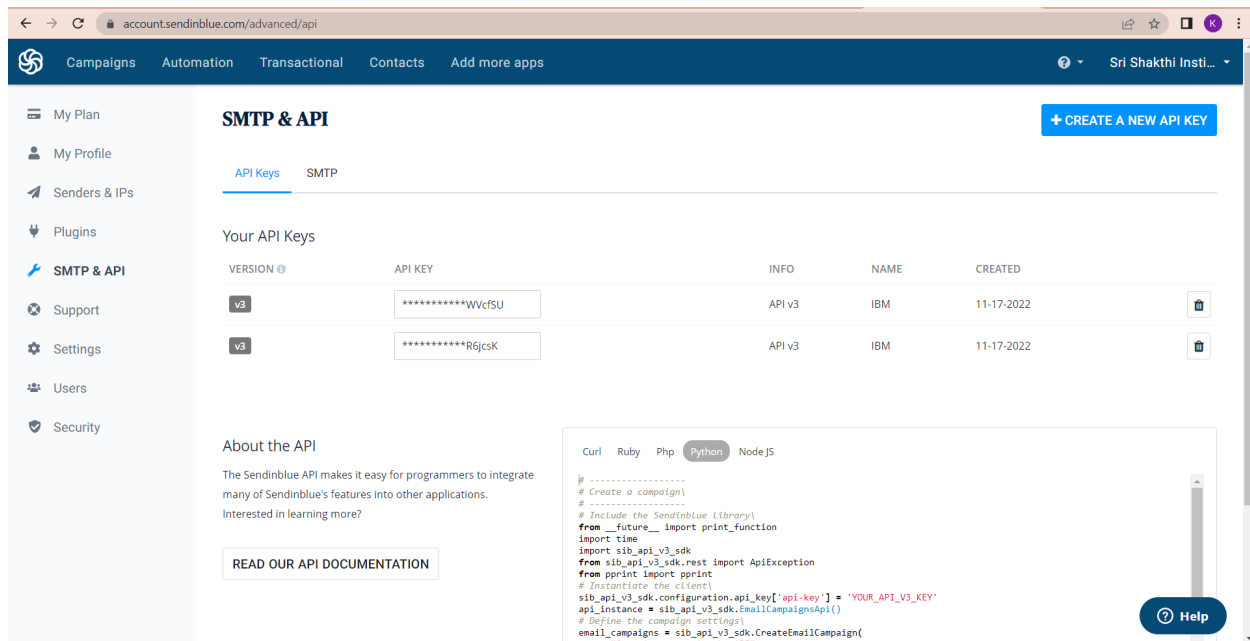 account.sendinblue.com/advanced/api
K
Campaigns Automation Transactional Contacts Add more apps
Sri Shakthi Insti...
My Plan
My Profile
Senders & IPs
Plugins
SMTP & API
Support
Settings
Users
Security
SMTP & API
+ CREATE A NEW API KEY
API Keys SMTP
Your API Keys
VERSION API KEY INFO NAME CREATED
v3 ***********WVcfSU API v3 IBM 11-17-2022
v3 ***********R6jcsK API v3 IBM 11-17-2022
About the API
The Sendinblue API makes it easy for programmers to integrate
many of Sendinblue's features into other applications.
Interested in learning more?
READ OUR API DOCUMENTATION
Curl Ruby Php Python Node JS
# ------------------
# Create a campaign\
# ------------------
# Include the Sendinblue library\
from __future__ import print_function
import time
import sib_api_v3_sdk
from sib_api_v3_sdk.rest import ApiException
from pprint import pprint
# Instantiate the client\
sib_api_v3_sdk.configuration.api_key['api-key'] = 'YOUR_API_V3_KEY'
api_instance = sib_api_v3_sdk.EmailCampaignsApi()
# Define the campaign settings\
email_campaigns = sib_api_v3_sdk.CreateEmailCampaign(
Help